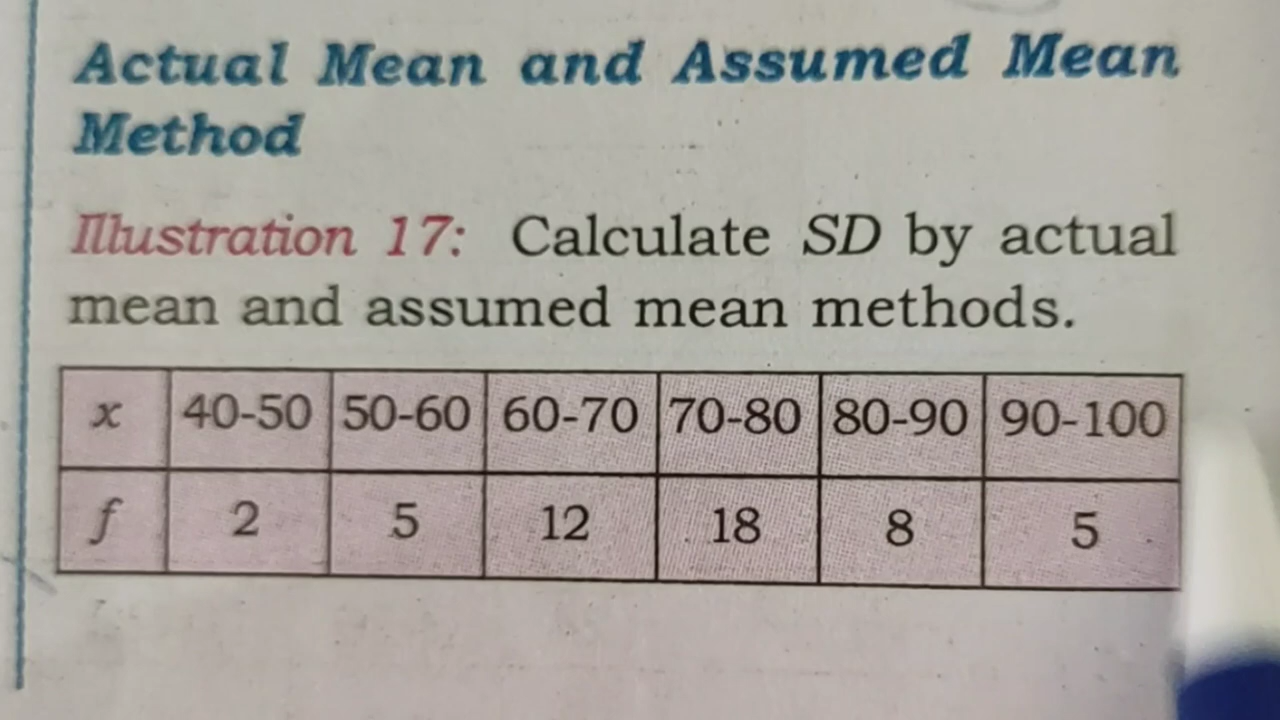 Actual Mean and Assumed Mean
Method
Illustration 17: Calculate SD by actual
mean and assumed mean methods.
x 40-50 50-60 60-70 70-80 80-90 90-100
f 2 5 12 18 8 5